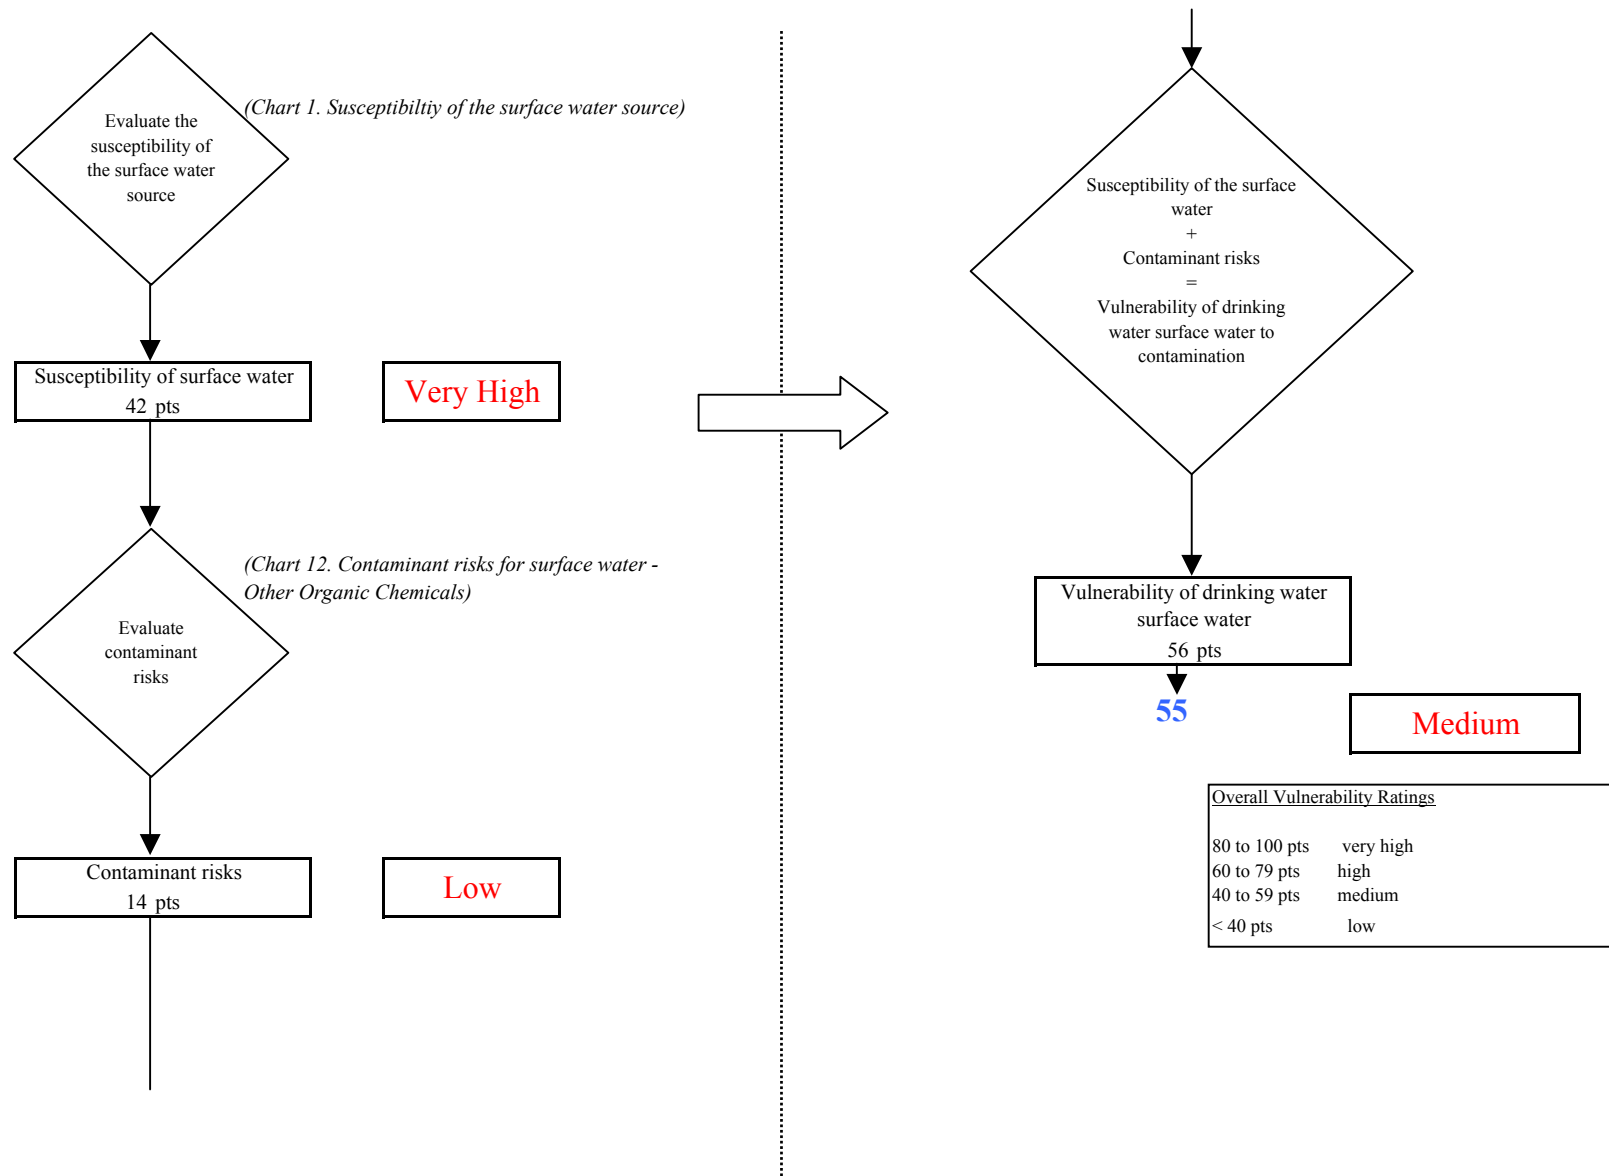 Evaluate the
susceptibility of
the surface water
source
(Chart 1. Susceptibiltiy of the surface water source)
Susceptibility of surface water
42 pts
Very High
(Chart 12. Contaminant risks for surface water -
Other Organic Chemicals)
Evaluate
contaminant
risks
Contaminant risks
14 pts
Low
Susceptibility of the surface
water
+
Contaminant risks
=
Vulnerability of drinking
water surface water to
contamination
Vulnerability of drinking water
surface water
56 pts
55
Medium
Overall Vulnerability Ratings
80 to 100 pts very high
60 to 79 pts high
40 to 59 pts medium
< 40 pts low